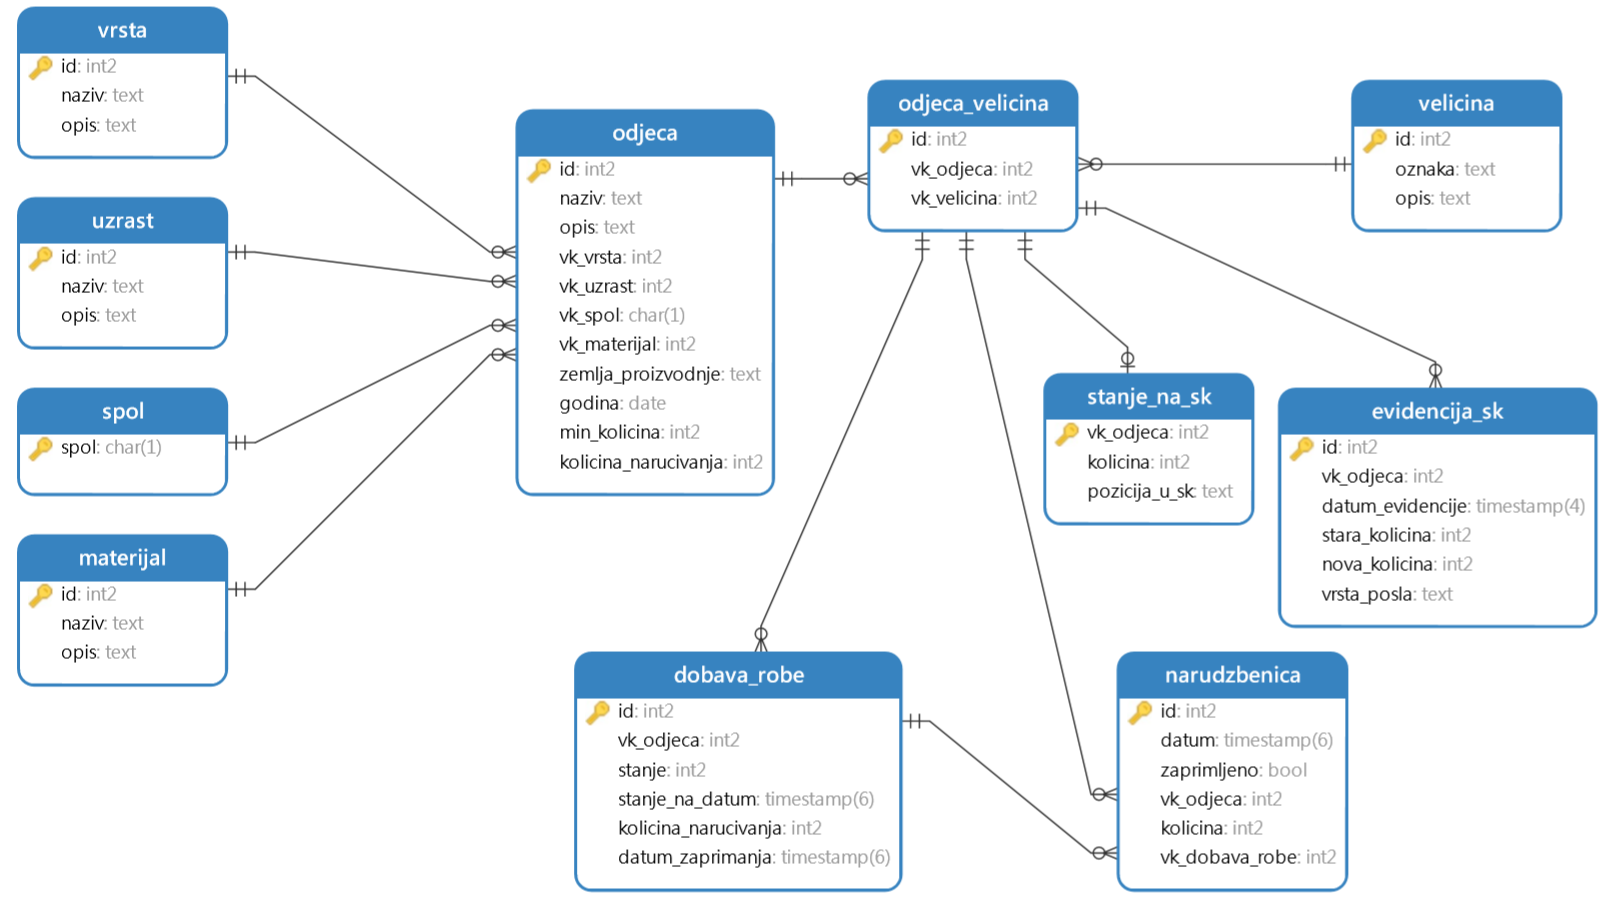 vrsta
id: int2
naziv: text
opis: text
uzrast
id: int2
naziv: text
opis: text
spol
spol: char(1)
materijal
id: int2
naziv: text
opis: text
odjeca
id: int2
naziv: text
opis: text
vk_vrsta: int2
vk_uzrast: int2
vk_spol: char(1)
vk_materijal: int2
zemlja_proizvodnje: text
godina: date
min_kolicina: int2
kolicina_narucivanja: int2
odjeca_velicina
id: int2
vk_odjeca: int2
vk_velicina: int2
velicina
id: int2
oznaka: text
opis: text
stanje_na_sk
vk_odjeca: int2
kolicina: int2
pozicija_u_sk: text
evidencija_sk
id: int2
vk_odjeca: int2
datum_evidencije: timestamp(4)
stara_kolicina: int2
nova_kolicina: int2
vrsta_posla: text
dobava_robe
id: int2
vk_odjeca: int2
stanje: int2
stanje_na_datum: timestamp(6)
kolicina_narucivanja: int2
datum_zaprimanja: timestamp(6)
narudzbenica
id: int2
datum: timestamp(6)
zaprimljeno: bool
vk_odjeca: int2
kolicina: int2
vk_dobava_robe: int2